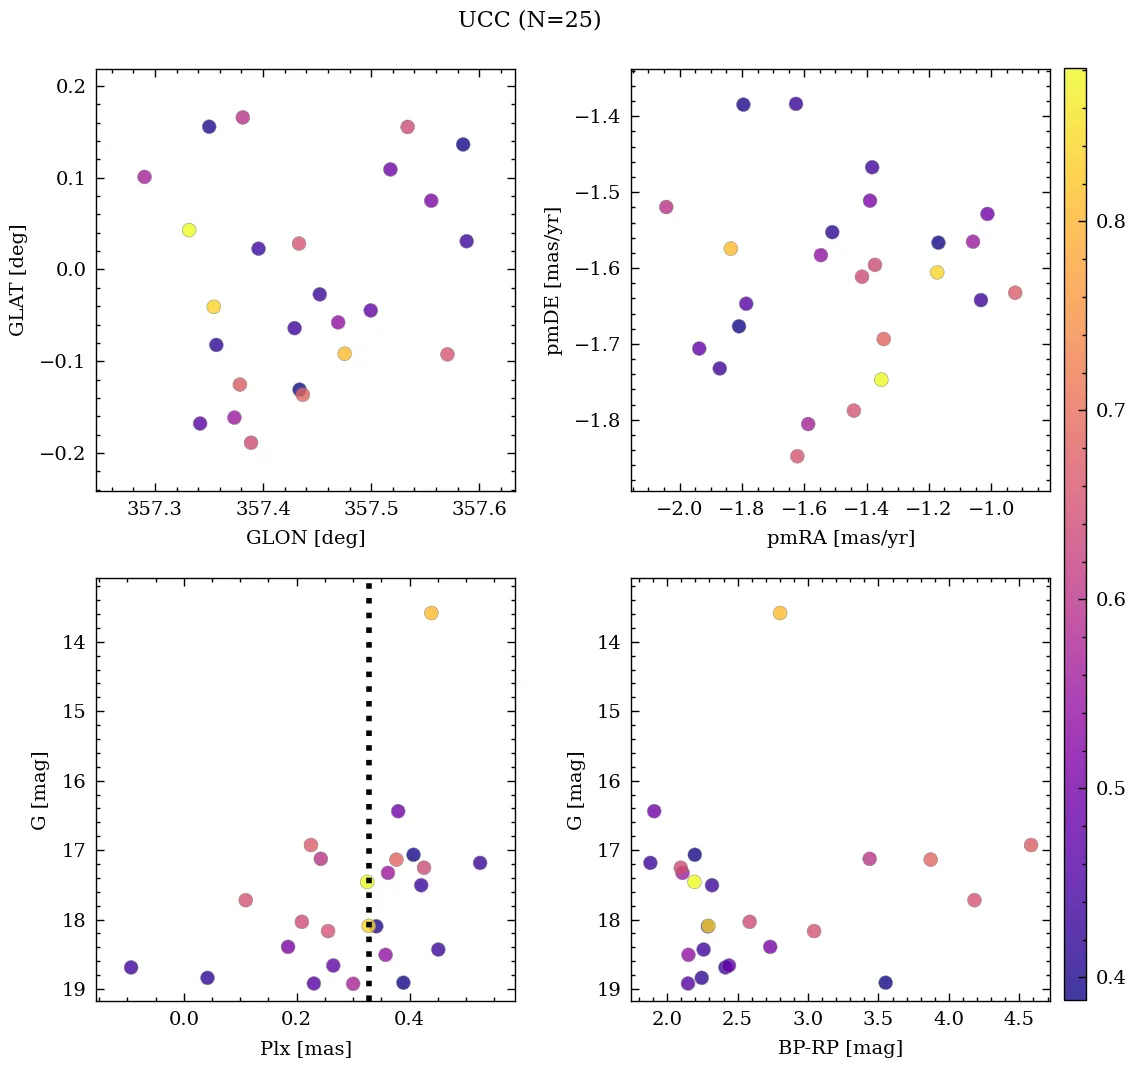 UCC (N=25)
0.2
0.1
0.0
−0.1
−0.2
GLAT [deg]
357.3 357.4 357.5 357.6
GLON [deg]
−1.4
−1.5
−1.6
−1.7
−1.8
pmDE [mas/yr]
−2.0 −1.8 −1.6 −1.4 −1.2 −1.0
pmRA [mas/yr]
0.8
0.7
0.6
0.5
0.4
14
15
16
17
18
19
G [mag]
0.0 0.2 0.4
Plx [mas]
14
15
16
17
18
19
G [mag]
2.0 2.5 3.0 3.5 4.0 4.5
BP-RP [mag]